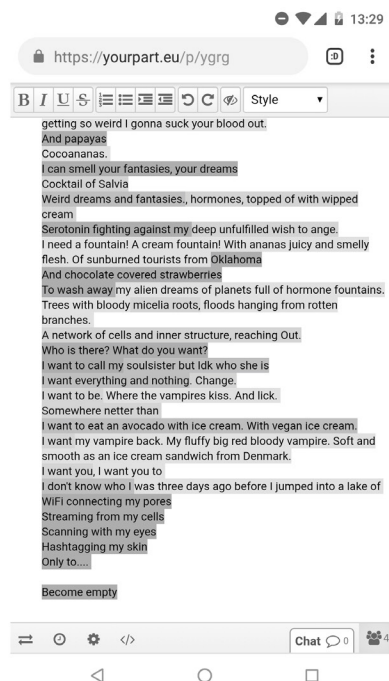 13:29
https://yourpart.eu/p/ygrg
:D
B I U S Style
getting so weird I gonna suck your blood out.
And papayas
Cocoananas.
I can smell your fantasies, your dreams
Cocktail of Salvia
Weird dreams and fantasies., hormones, topped of with wipped
cream
Serotonin fighting against my deep unfulfilled wish to ange.
I need a fountain! A cream fountain! With ananas juicy and smelly
flesh. Of sunburned tourists from Oklahoma
And chocolate covered strawberries
To wash away my alien dreams of planets full of hormone fountains.
Trees with bloody micelia roots, floods hanging from rotten
branches.
A network of cells and inner structure, reaching Out.
Who is there? What do you want?
I want to call my soulsister but Idk who she is
I want everything and nothing. Change.
I want to be. Where the vampires kiss. And lick.
Somewhere netter than
I want to eat an avocado with ice cream. With vegan ice cream.
I want my vampire back. My fluffy big red bloody vampire. Soft and
smooth as an ice cream sandwich from Denmark.
I want you, I want you to
I don't know who I was three days ago before I jumped into a lake of
WiFi connecting my pores
Streaming from my cells
Scanning with my eyes
Hashtagging my skin
Only to....
Become empty
</> Chat 0 4